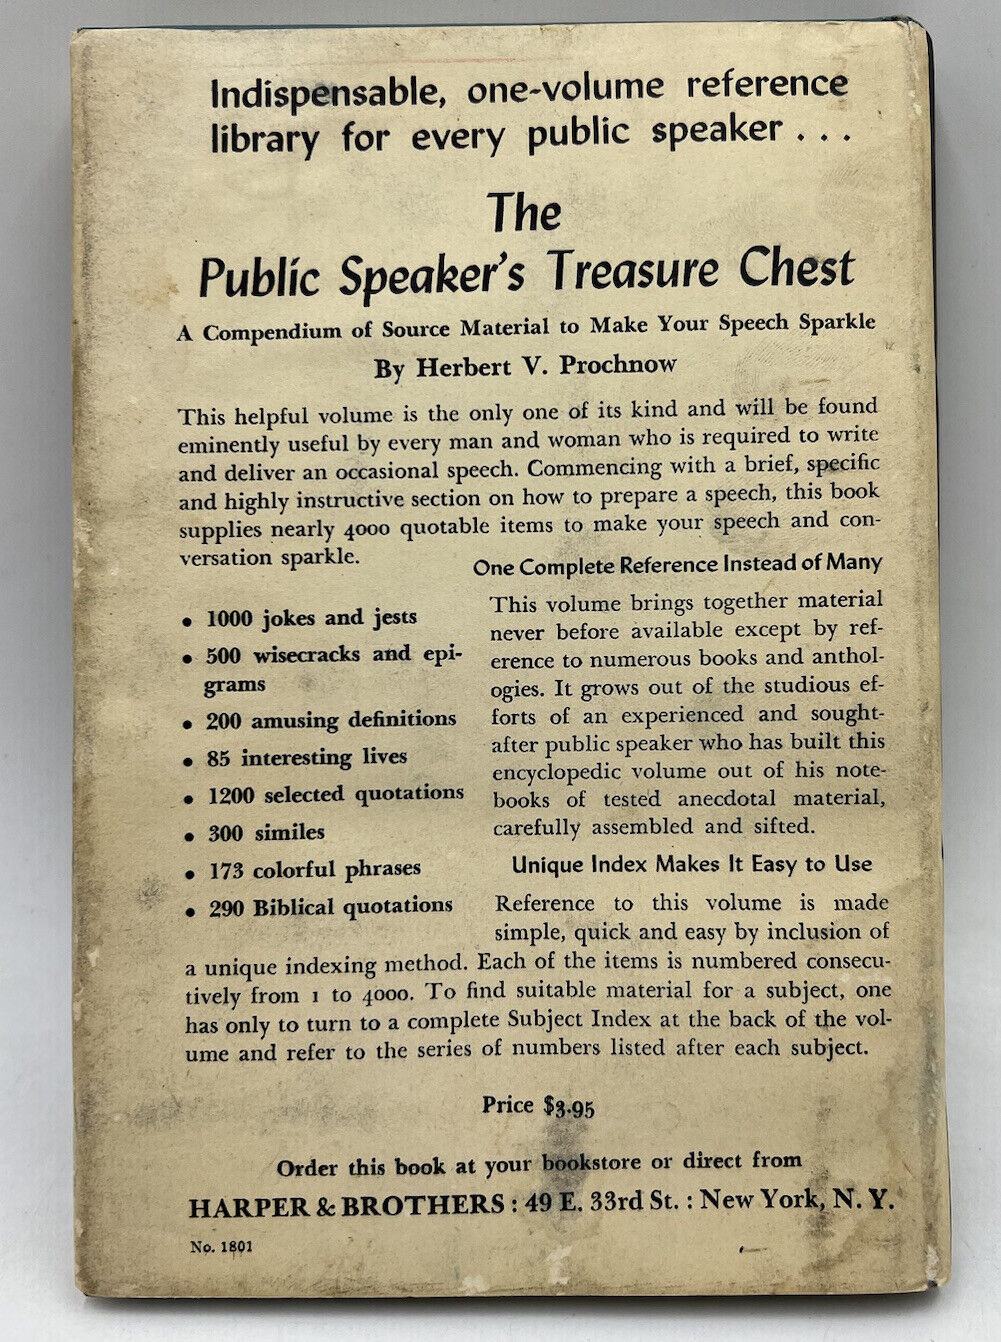 Indispensable, one-volume reference
library for every public speaker . . .
The
Public Speaker's Treasure Chest
A Compendium of Source Material to Make Your Speech Sparkle
By Herbert V. Prochnow
This helpful volume is the only one of its kind and will be found
eminently useful by every man and woman who is required to write
and deliver an occasional speech. Commencing with a brief, specific
and highly instructive section on how to prepare a speech, this book
supplies nearly 4000 quotable items to make your speech and con-
versation sparkle.
• 1000 jokes and jests
• 500 wisecracks and epi-
grams
• 200 amusing definitions
• 85 interesting lives
• 1200 selected quotations
• 300 similes
• 173 colorful phrases
• 290 Biblical quotations
One Complete Reference Instead of Many
This volume brings together material
never before available except by ref-
erence to numerous books and anthol-
ogies. It grows out of the studious ef-
forts of an experienced and sought-
after public speaker who has built this
encyclopedic volume out of his note-
books of tested anecdotal material,
carefully assembled and sifted.
Unique Index Makes It Easy to Use
Reference to this volume is made
simple, quick and easy by inclusion of
a unique indexing method. Each of the items is numbered consecu-
tively from 1 to 4000. To find suitable material for a subject, one
has only to turn to a complete Subject Index at the back of the vol-
ume and refer to the series of numbers listed after each subject.
Price $3.95
Order this book at your bookstore or direct from
HARPER & BROTHERS : 49 E. 33rd St. : New York, N. Y.
No. 1801